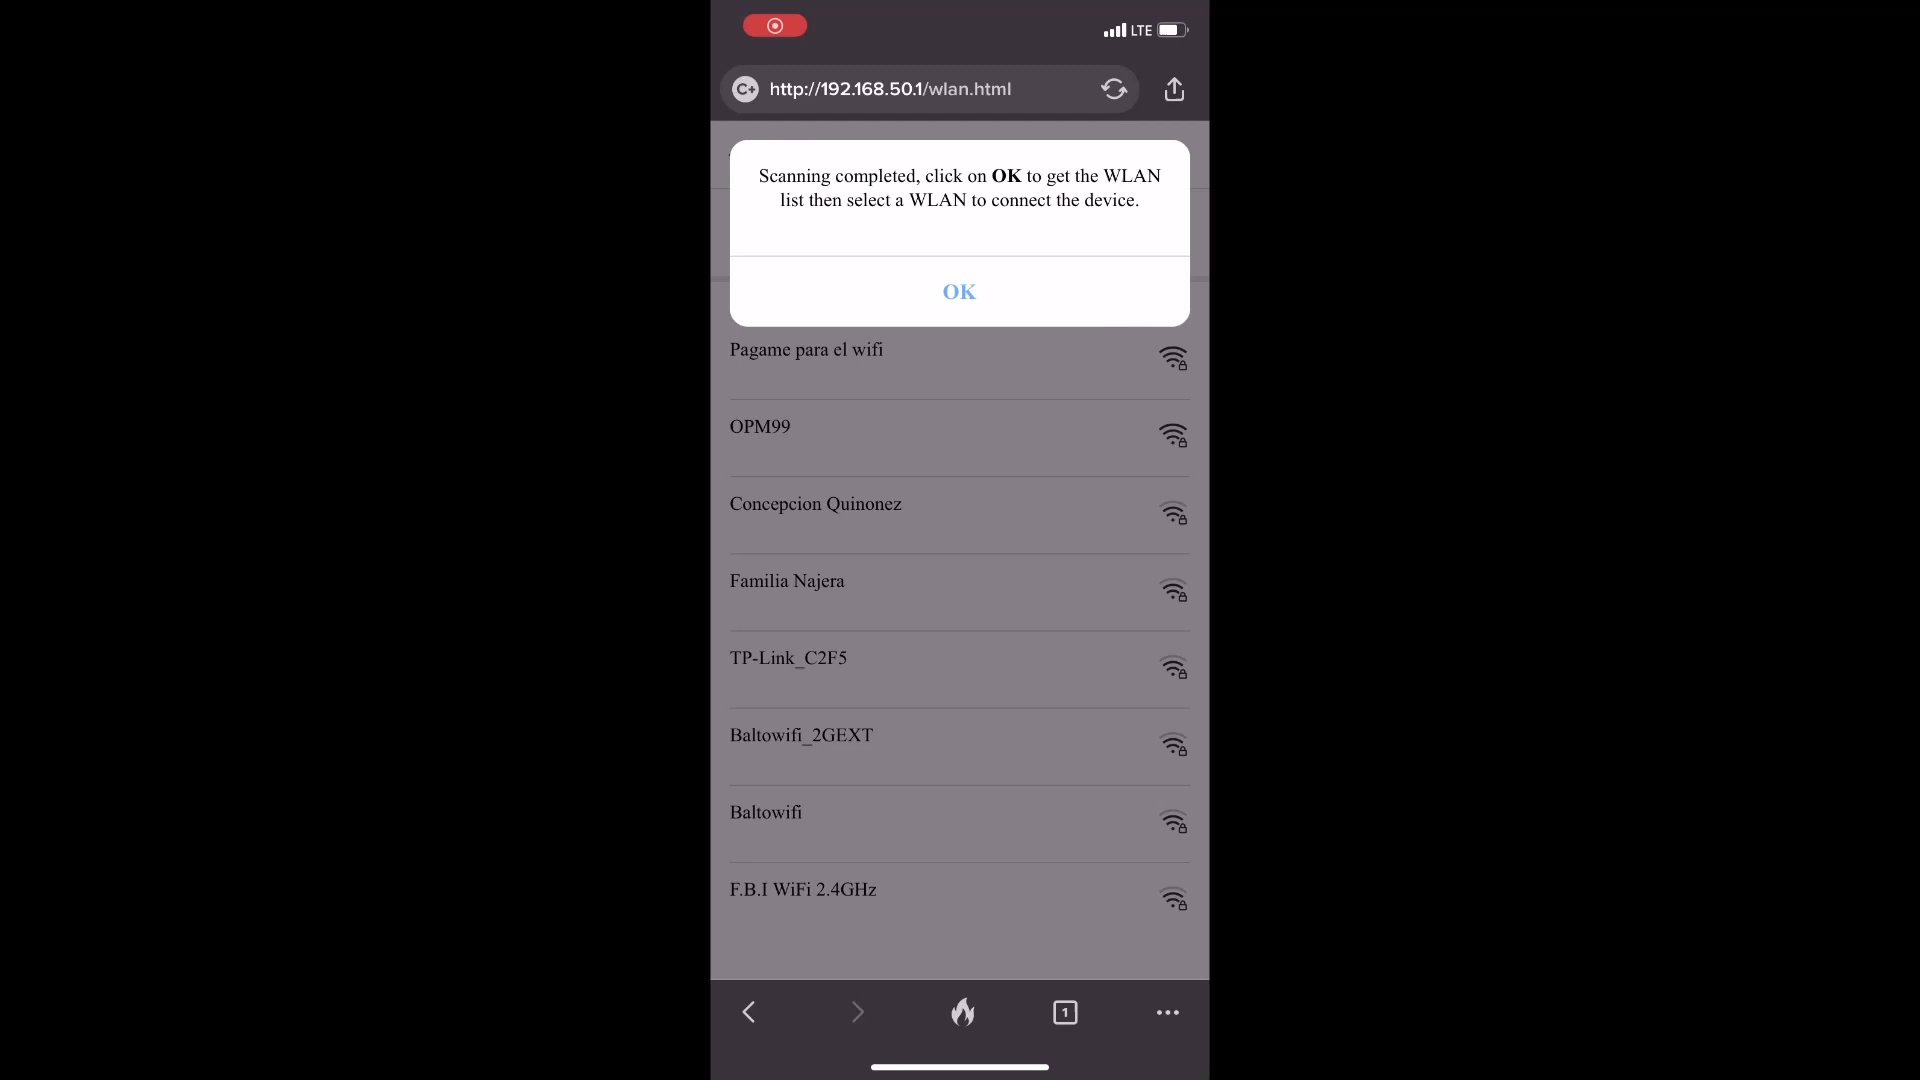 LTE
C+ http://192.168.50.1/wlan.html
Scanning completed, click on OK to get the WLAN
list then select a WLAN to connect the device.
OK
Pagame para el wifi
OPM99
Concepcion Quinonez
Familia Najera
TP-Link_C2F5
Baltowifi_2GEXT
Baltowifi
F.B.I WiFi 2.4GHz
1